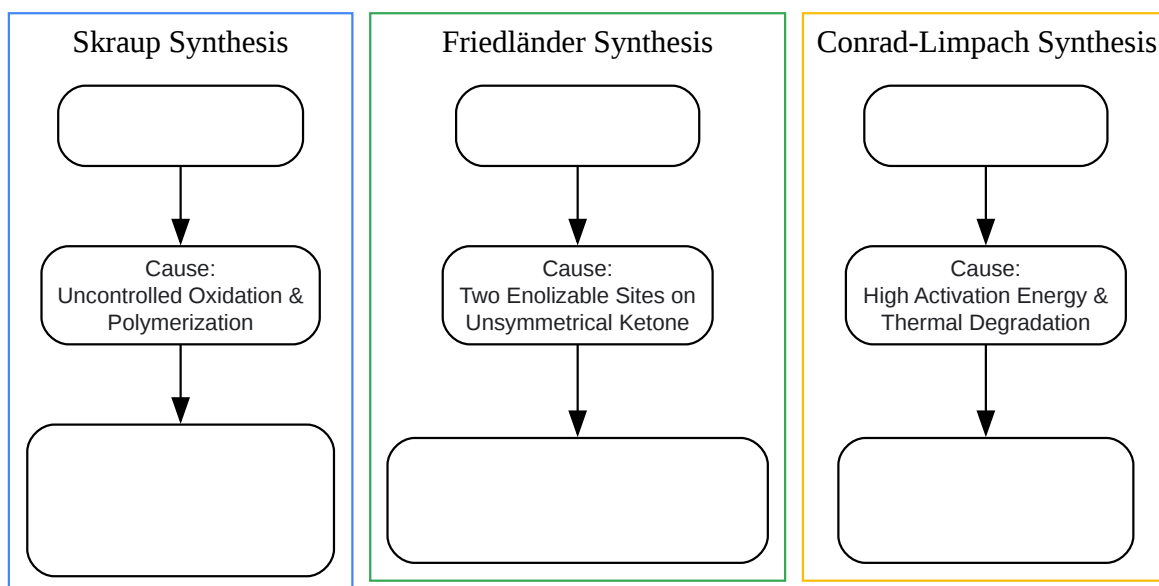 Skraup Synthesis
Cause:
Uncontrolled Oxidation &
Polymerization
Friedländer Synthesis
Cause:
Two Enolizable Sites on
Unsymmetrical Ketone
Conrad-Limpach Synthesis
Cause:
High Activation Energy &
Thermal Degradation